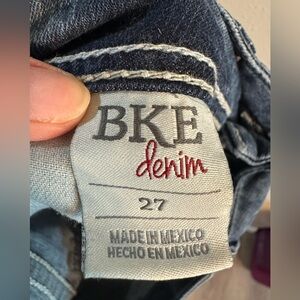 BKE
denim
27
MADE IN MEXICO
HECHO EN MEXICO